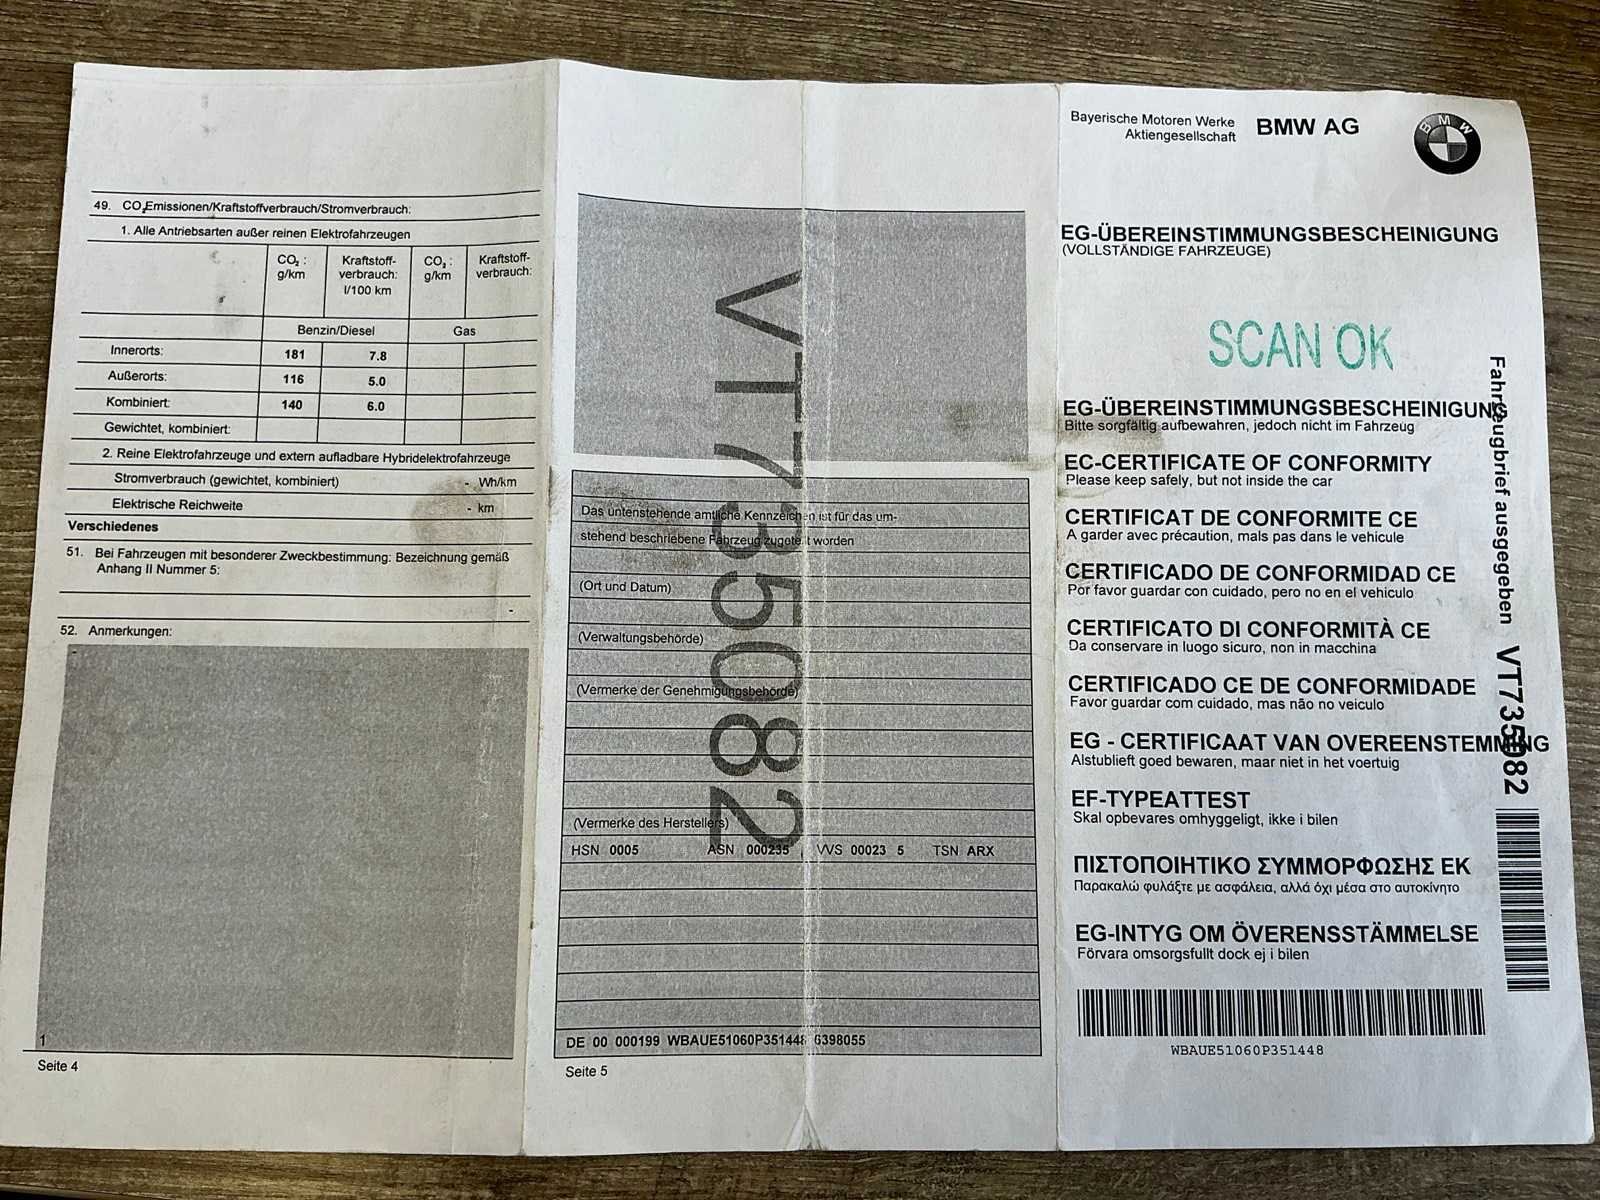 49. CO₂Emissionen/Kraftstoffverbrauch/Stromverbrauch:
1. Alle Antriebsarten außer reinen Elektrofahrzeugen
CO₂ : g/km
Kraftstoff-verbrauch: l/100 km
CO₂ : g/km
Kraftstoff-verbrauch:
Benzin/Diesel Gas
Innerorts: 181 7.8
Außerorts: 116 5.0
Kombiniert: 140 6.0
Gewichtet, kombiniert:
2. Reine Elektrofahrzeuge und extern aufladbare Hybridelektrofahrzeuge
Stromverbrauch (gewichtet, kombiniert) - Wh/km
Elektrische Reichweite - km
Verschiedenes
51. Bei Fahrzeugen mit besonderer Zweckbestimmung: Bezeichnung gemäß
Anhang II Nummer 5:
-
52. Anmerkungen:
-
1
Seite 4
VT735082
Das untenstehende amtliche Kennzeichen ist für das um-
stehend beschriebene Fahrzeug zugeteilt worden
(Ort und Datum)
(Verwaltungsbehörde)
(Vermerke der Genehmigungsbehörde)
(Vermerke des Herstellers)
HSN 0005 ASN 000235 VVS 00023 5 TSN ARX
DE 00 000199 WBAUE51060P351448 6398055
Seite 5
Bayerische Motoren Werke
Aktiengesellschaft
BMW AG
BMW
EG-ÜBEREINSTIMMUNGSBESCHEINIGUNG
(VOLLSTÄNDIGE FAHRZEUGE)
SCAN OK
EG-ÜBEREINSTIMMUNGSBESCHEINIGUNG
Bitte sorgfältig aufbewahren, jedoch nicht im Fahrzeug
EC-CERTIFICATE OF CONFORMITY
Please keep safely, but not inside the car
CERTIFICAT DE CONFORMITE CE
A garder avec précaution, mals pas dans le vehicule
CERTIFICADO DE CONFORMIDAD CE
Por favor guardar con cuidado, pero no en el vehiculo
CERTIFICATO DI CONFORMITÀ CE
Da conservare in luogo sicuro, non in macchina
CERTIFICADO CE DE CONFORMIDADE
Favor guardar com cuidado, mas não no veiculo
EG - CERTIFICAAT VAN OVEREENSTEMMING
Alstublieft goed bewaren, maar niet in het voertuig
EF-TYPEATTEST
Skal opbevares omhyggeligt, ikke i bilen
ΠΙΣΤΟΠΟΙΗΤΙΚΟ ΣΥΜΜΟΡΦΩΣΗΣ ΕΚ
Παρακαλώ φυλάξτε με ασφάλεια, αλλά όχι μέσα στο αυτοκίνητο
EG-INTYG OM ÖVERENSSTÄMMELSE
Förvara omsorgsfullt dock ej i bilen
WBAUE51060P351448
Fahrzeugbrief ausgegeben VT735082